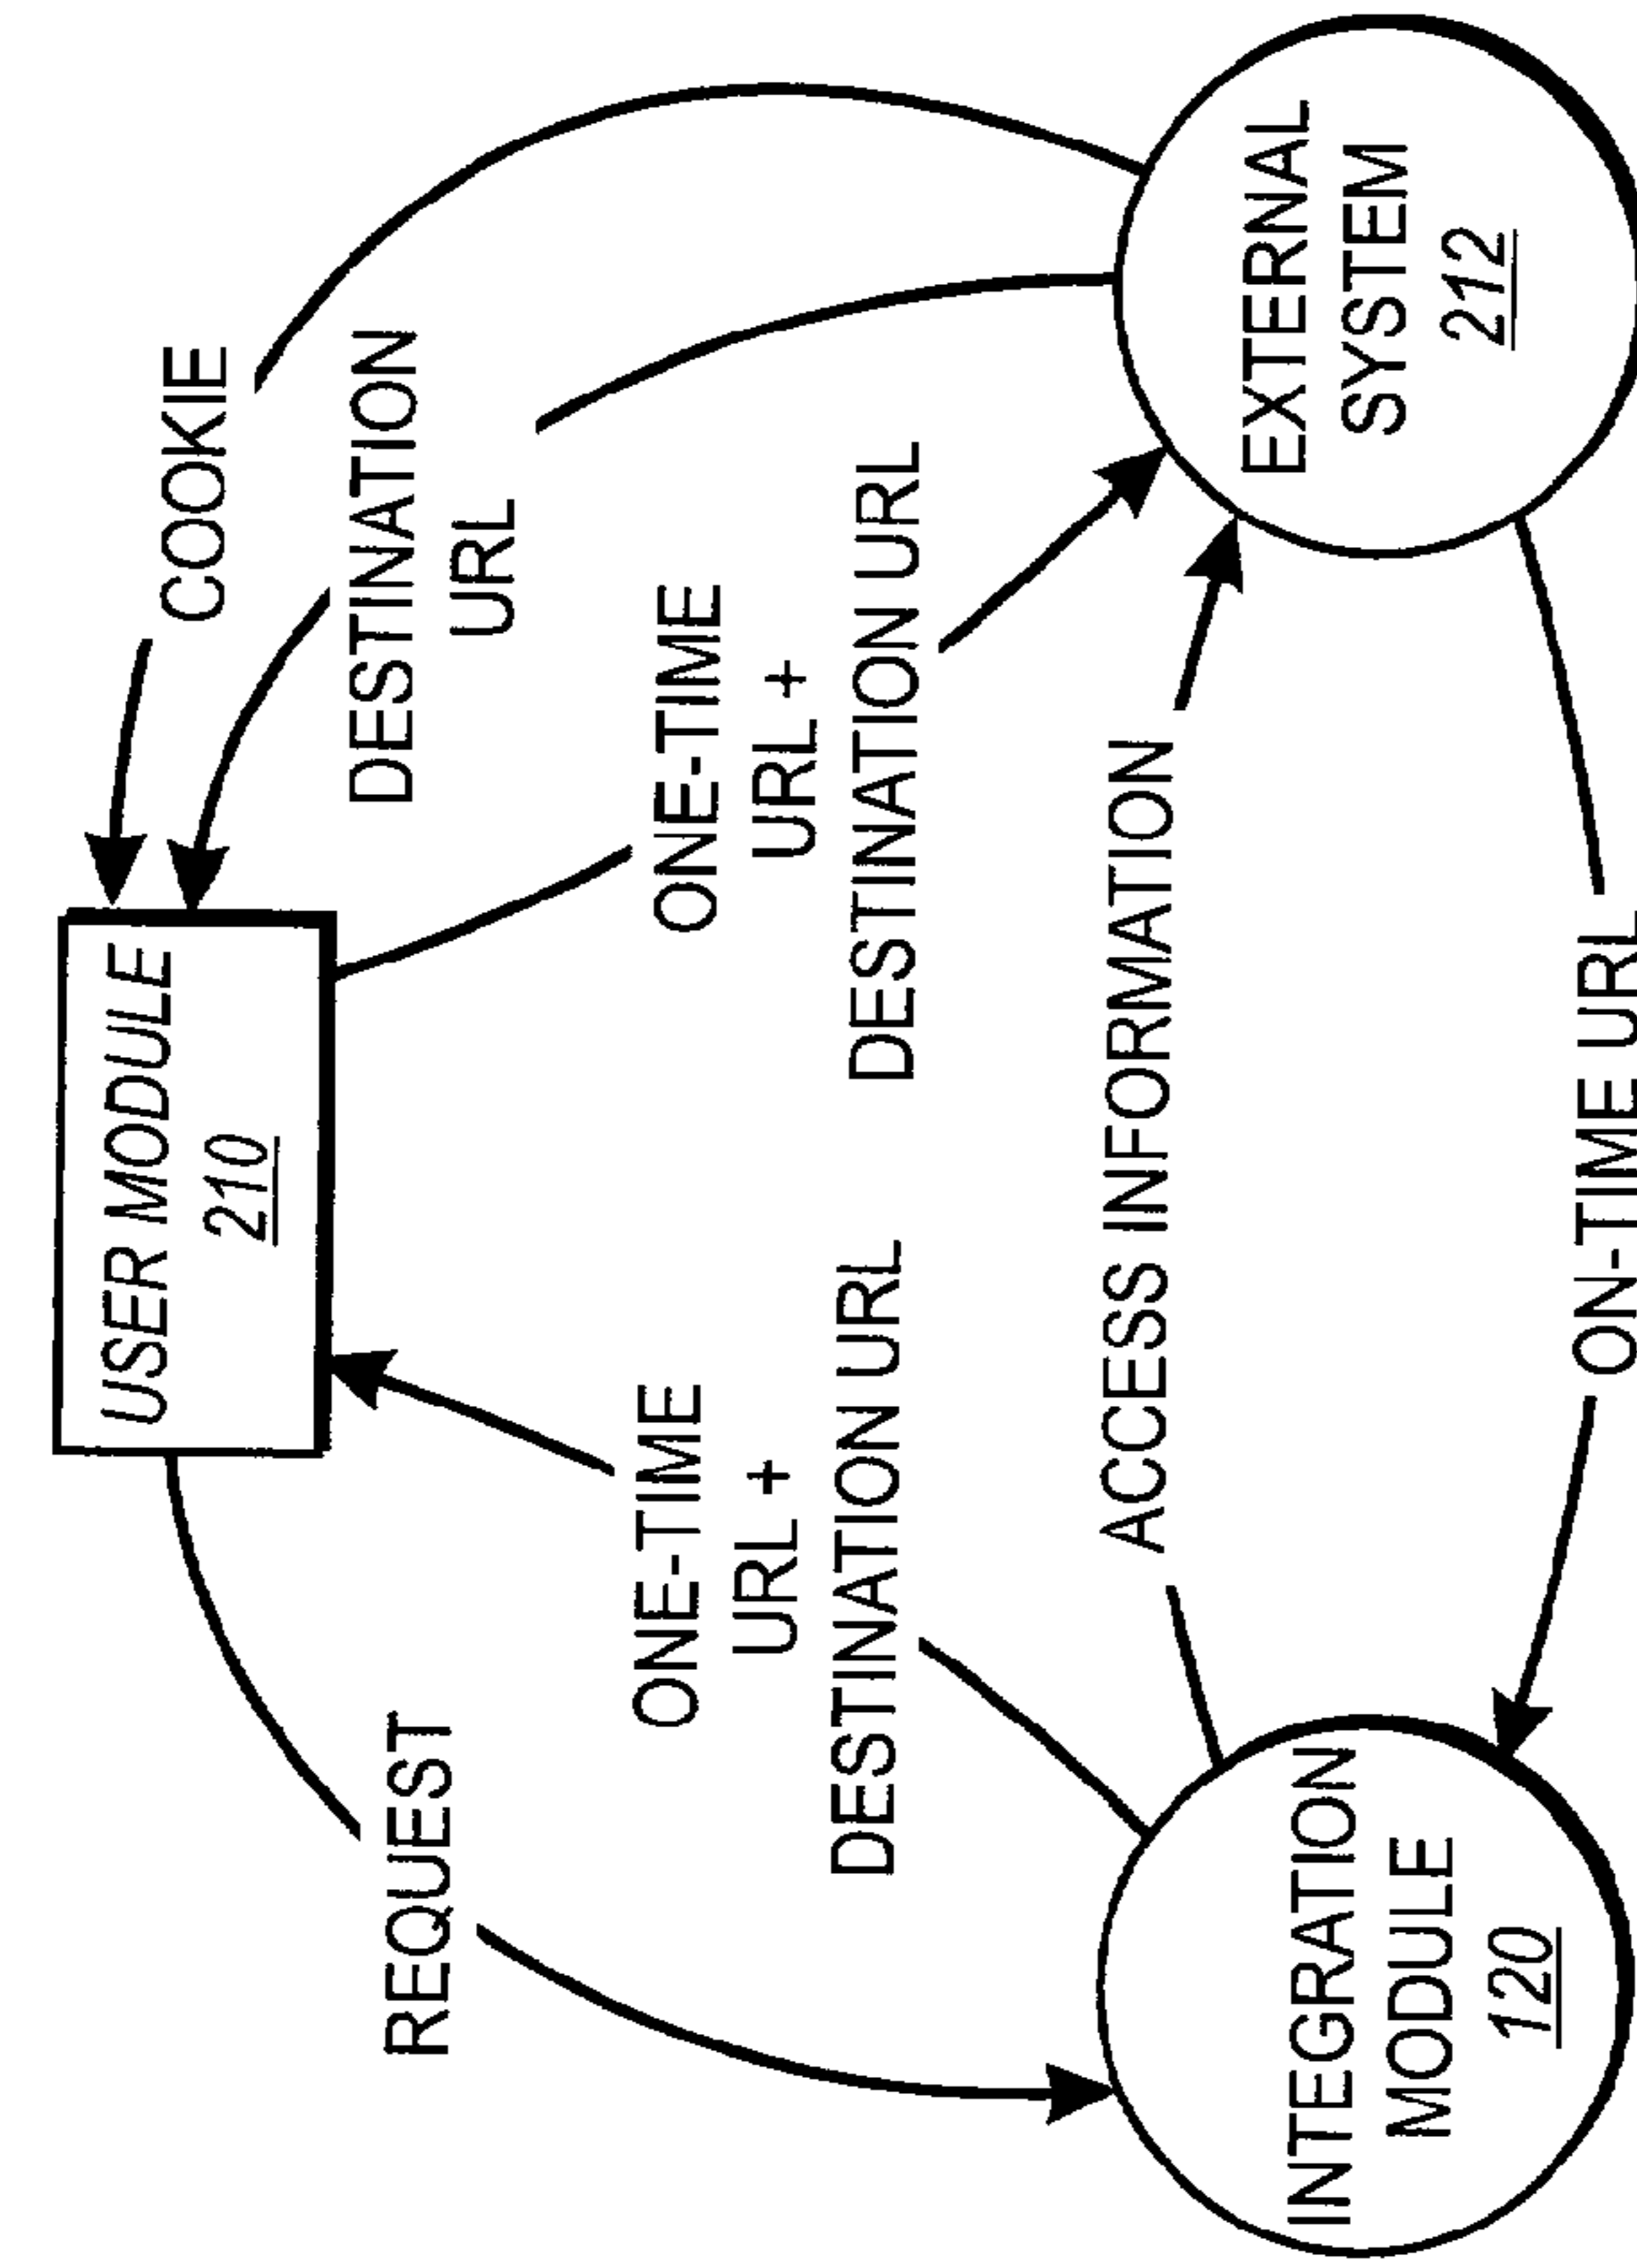 USER MODULE
210
COOKIE
DESTINATION
URL
REQUEST
ONE-TIME
URL +
DESTINATION URL
ONE-TIME
URL +
DESTINATION URL
ACCESS INFORMATION
INTEGRATION
MODULE
120
EXTERNAL
SYSTEM
212
ON-TIME URL